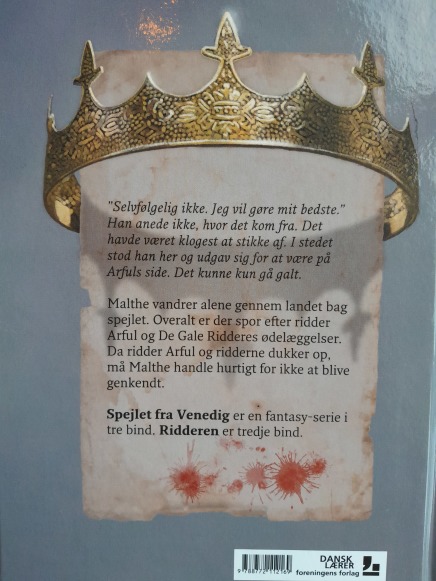 "Selvfølgelig ikke. Jeg vil gøre mit bedste."
Han anede ikke, hvor det kom fra. Det
havde været klogest at stikke af. I stedet
stod han her og udgav sig for at være på
Arfuls side. Det kunne kun gå galt.
Malthe vandrer alene gennem landet bag
spejlet. Overalt er der spor efter ridder
Arful og De Gale Ridderes ødelæggelser.
Da ridder Arful og ridderne dukker op,
må Malthe handle hurtigt for ikke at blive
genkendt.
Spejlet fra Venedig er en fantasy-serie i
tre bind. Ridderen er tredje bind.
9 788772 112169
DANSK
LÆRER
foreningens forlag